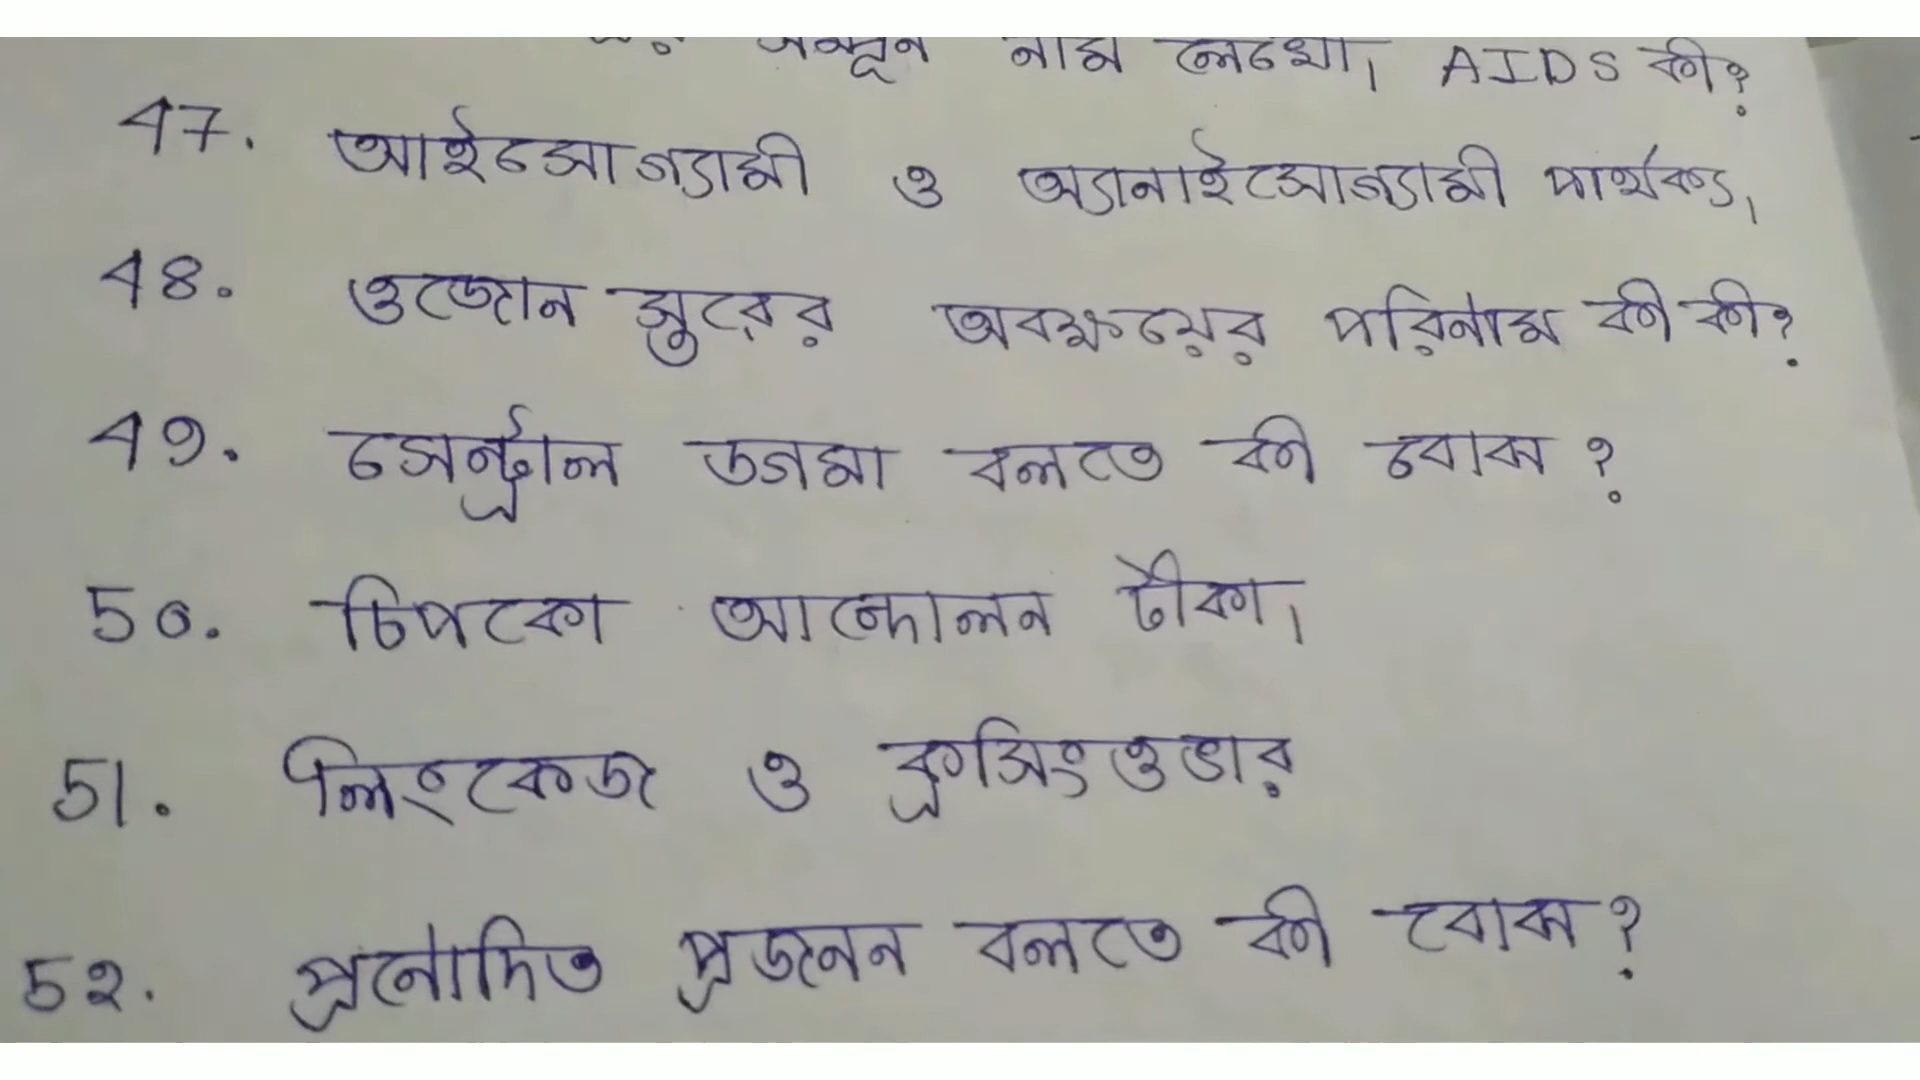 সম্পূন নাম লেখো। AIDS কী?
47. আইসোগ্যামী ও অ্যানাইসোগ্যামী পার্থক্য।
48. ওজোন স্তরের অবক্ষয়ের পরিনাম কী কী?
49. সেন্ট্রাল ডগমা বলতে কী বোঝ?
50. চিপকো আন্দোলন টীকা।
51. লিংকেজ ও ক্রসিংওভার
52. প্রনোদিত প্রজনন বলতে কী বোঝ?